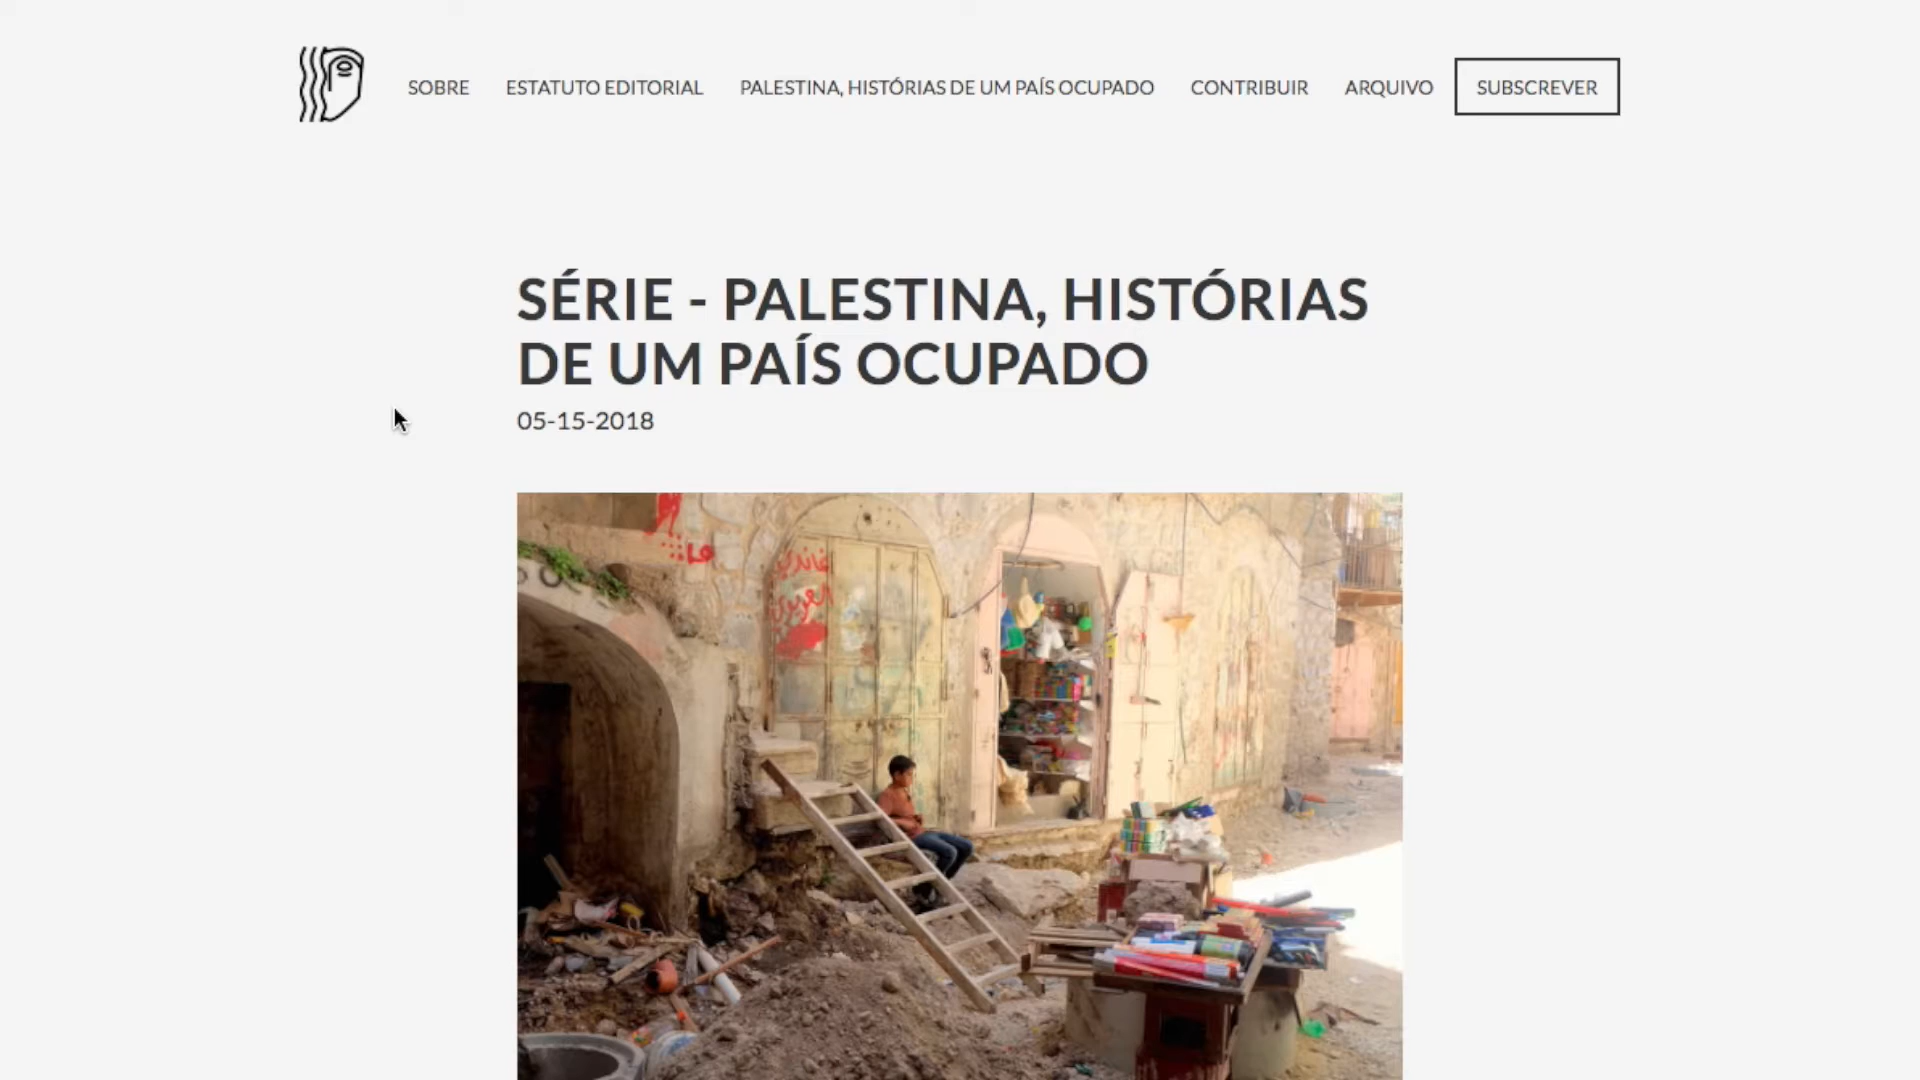 SOBRE
ESTATUTO EDITORIAL
PALESTINA, HISTÓRIAS DE UM PAÍS OCUPADO
CONTRIBUIR
ARQUIVO
SUBSCREVER
SÉRIE - PALESTINA, HISTÓRIAS
DE UM PAÍS OCUPADO
05-15-2018